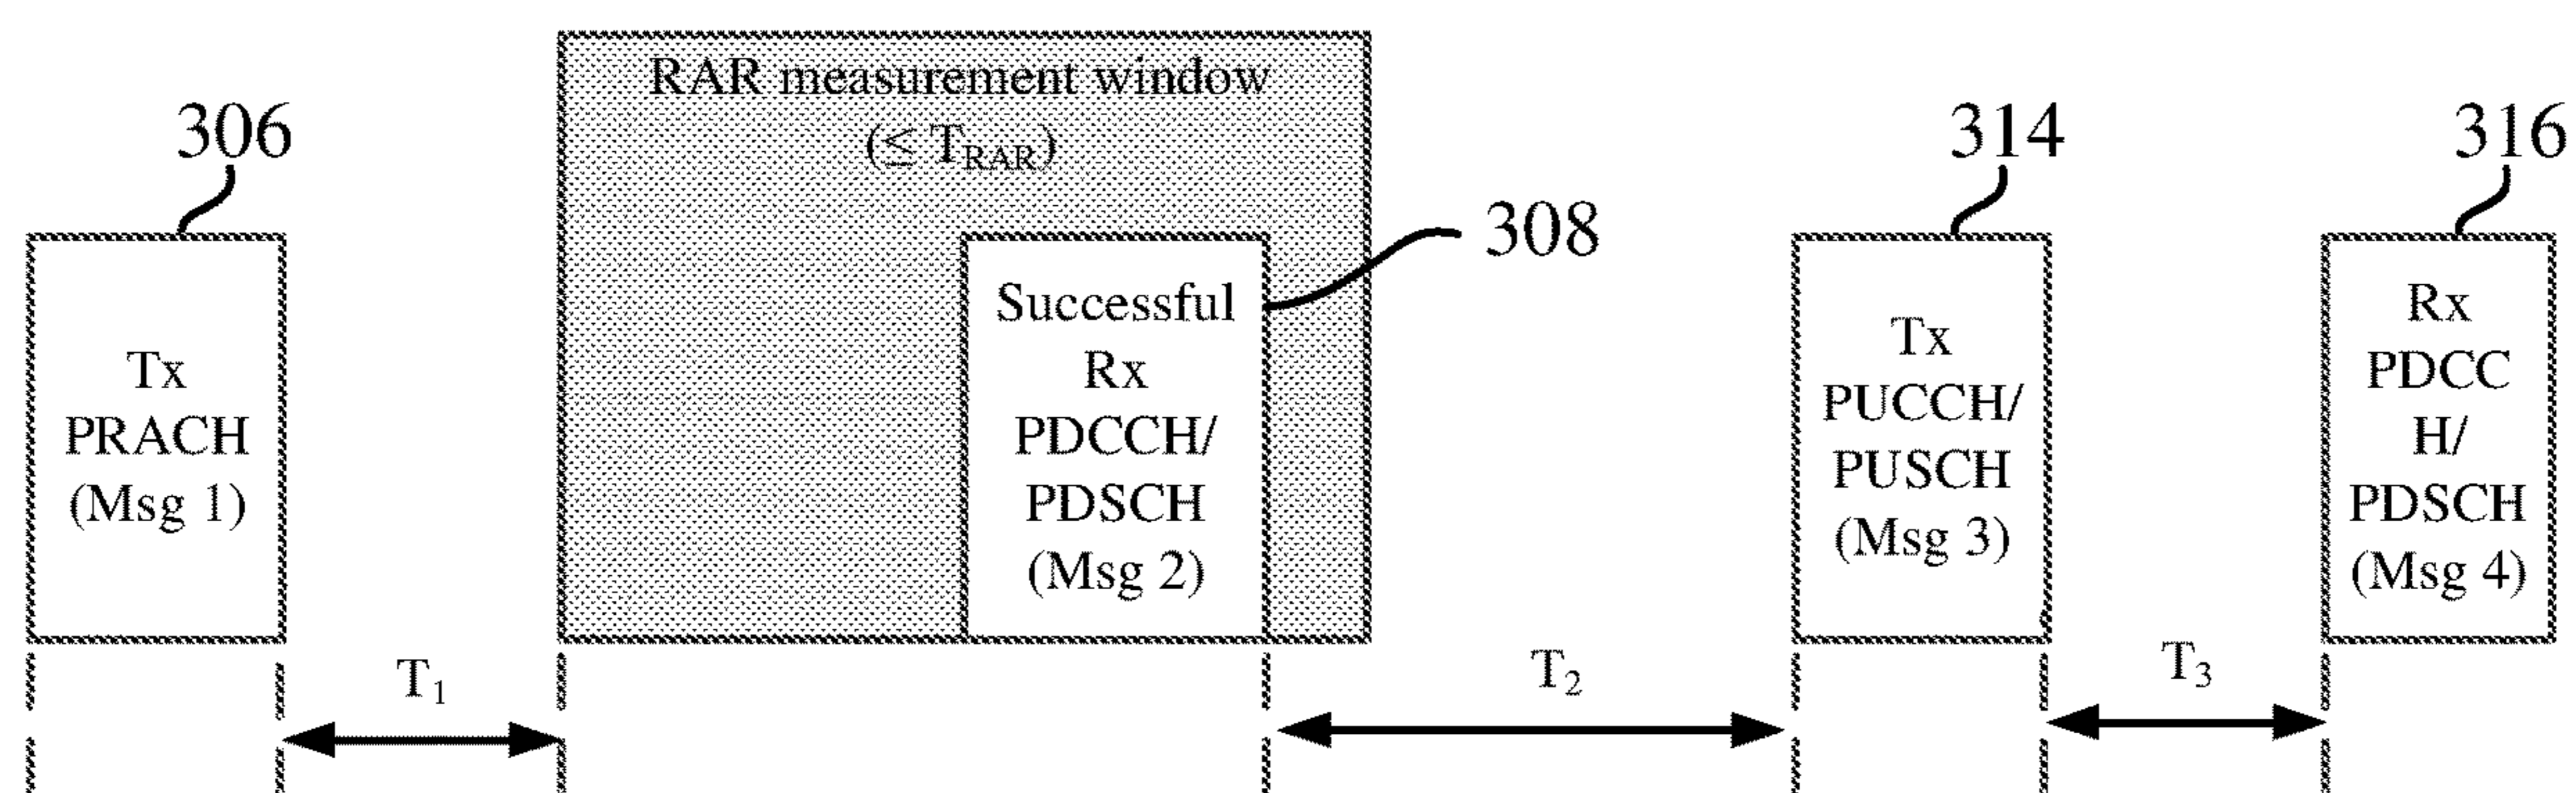 RAR measurement window
(≤ T_RAR)
306
314
316
308
Tx
PRACH
(Msg 1)
Successful
Rx
PDCCH/
PDSCH
(Msg 2)
Tx
PUCCH/
PUSCH
(Msg 3)
Rx
PDCC
H/
PDSCH
(Msg 4)
T₁
T₂
T₃